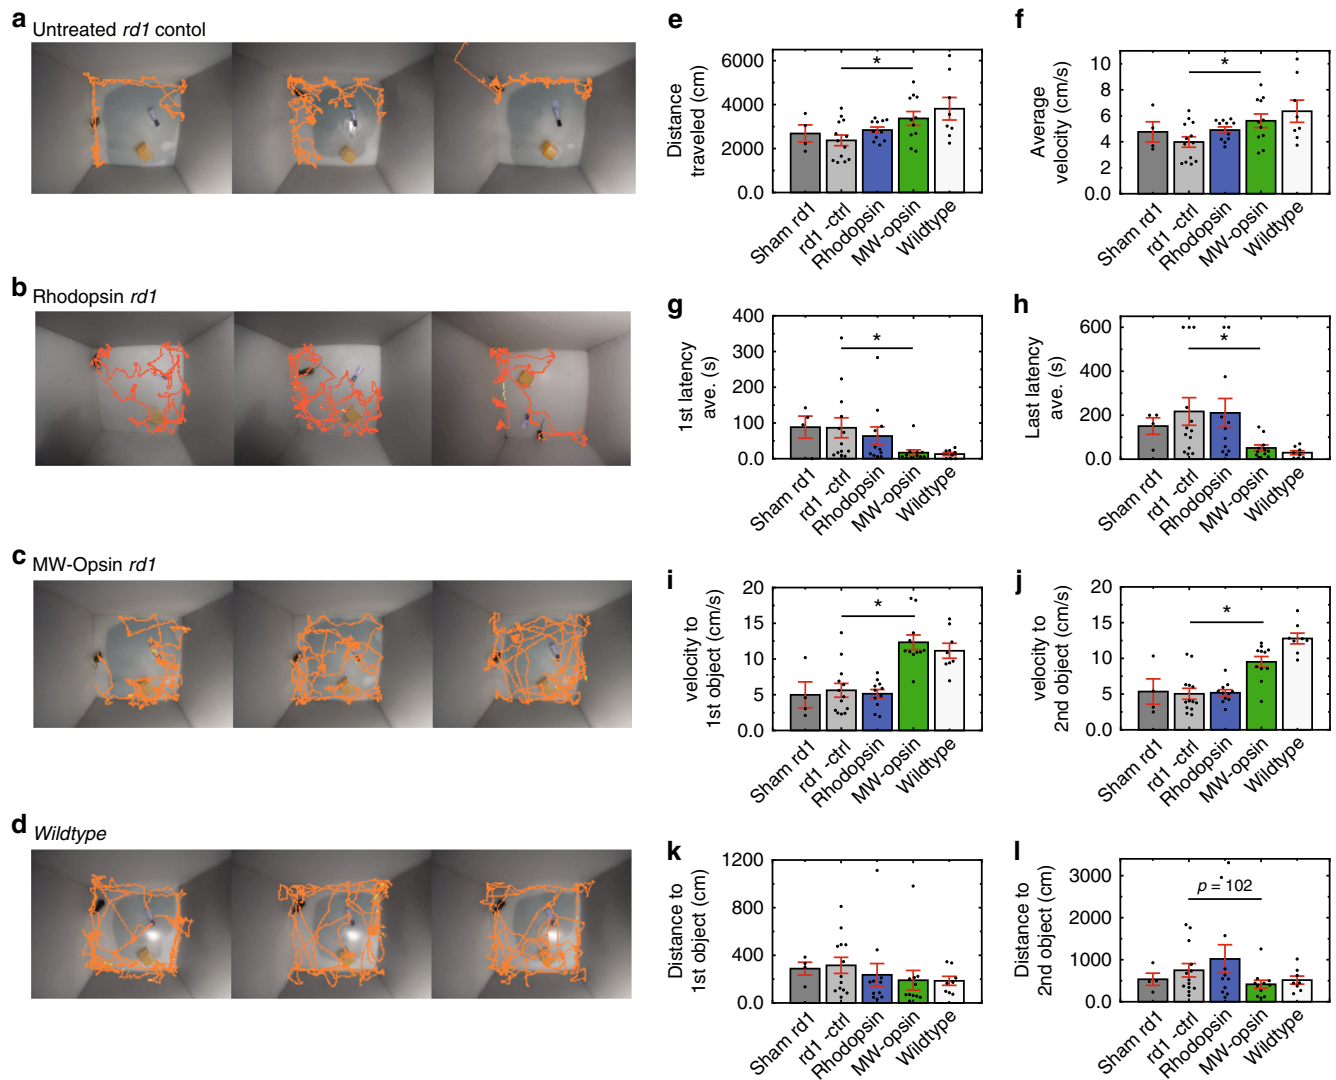 a Untreated rd1 contol
b Rhodopsin rd1
c MW-Opsin rd1
d Wildtype
e
Distance
traveled (cm)
6000
4000
2000
0.0
*
Sham rd1
rd1 -ctrl
Rhodopsin
MW-opsin
Wildtype
f
Average
velocity (cm/s)
10
8
6
4
2
0.0
*
Sham rd1
rd1 -ctrl
Rhodopsin
MW-opsin
Wildtype
g
1st latency
ave. (s)
400
300
200
100
0.0
*
Sham rd1
rd1 -ctrl
Rhodopsin
MW-opsin
Wildtype
h
Last latency
ave. (s)
600
400
200
0.0
*
Sham rd1
rd1 -ctrl
Rhodopsin
MW-opsin
Wildtype
i
velocity to
1st object (cm/s)
20
15
10
5
0.0
*
Sham rd1
rd1 -ctrl
Rhodopsin
MW-opsin
Wildtype
j
velocity to
2nd object (cm/s)
20
15
10
5
0.0
*
Sham rd1
rd1 -ctrl
Rhodopsin
MW-opsin
Wildtype
k
Distance to
1st object (cm)
1200
800
400
0.0
Sham rd1
rd1 -ctrl
Rhodopsin
MW-opsin
Wildtype
l
Distance to
2nd object (cm)
3000
2000
1000
0.0
p = 102
Sham rd1
rd1 -ctrl
Rhodopsin
MW-opsin
Wildtype